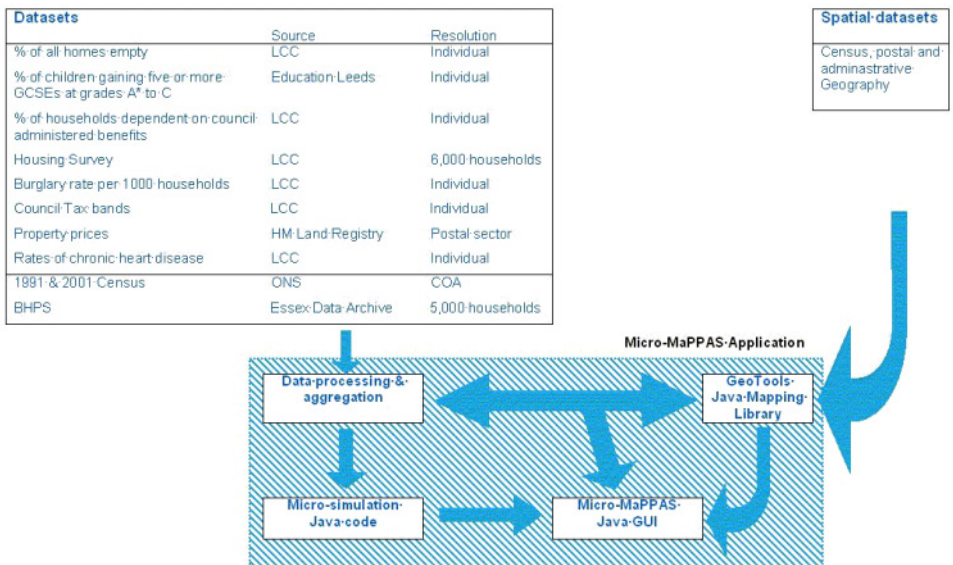 Datasets
Source Resolution
% of all homes empty LCC Individual
% of children gaining five or more Education Leeds Individual
GCSEs at grades A* to C
% of households dependent on council LCC Individual
administered benefits
Housing Survey LCC 6,000 households
Burglary rate per 1000 households LCC Individual
Council Tax bands LCC Individual
Property prices HM Land Registry Postal sector
Rates of chronic heart disease LCC Individual
1991 & 2001 Census ONS COA
BHPS Essex Data Archive 5,000 households
Spatial datasets
Census, postal and
adminastrative
Geography
Micro-MaPPAS Application
Data processing &
aggregation
GeoTools
Java Mapping
Library
Micro-simulation
Java code
Micro-MaPPAS
Java GUI